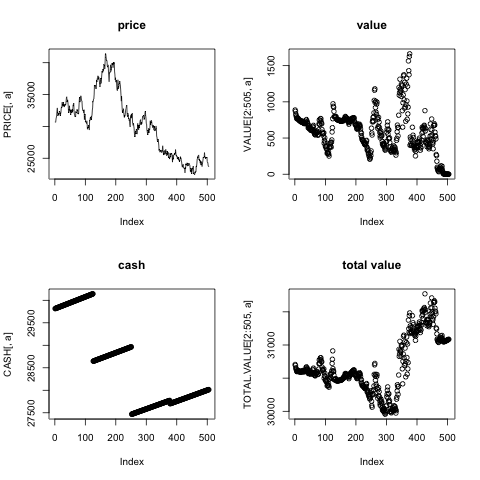 price
PRICE[, a]
25000
35000
0
100
200
300
400
500
Index
value
VALUE[2:505, a]
0
500
1000
1500
0
100
200
300
400
500
Index
cash
CASH[, a]
27500
28500
29500
0
100
200
300
400
500
Index
total value
TOTAL.VALUE[2:505, a]
30000
31000
0
100
200
300
400
500
Index